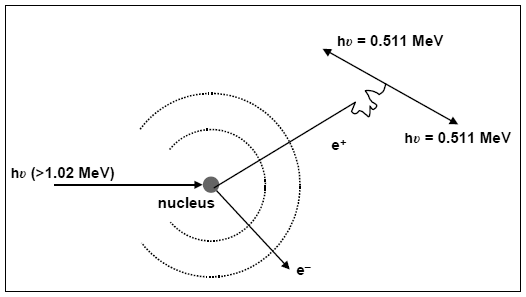 hυ = 0.511 MeV
hυ = 0.511 MeV
e⁺
hυ (>1.02 MeV)
nucleus
e⁻